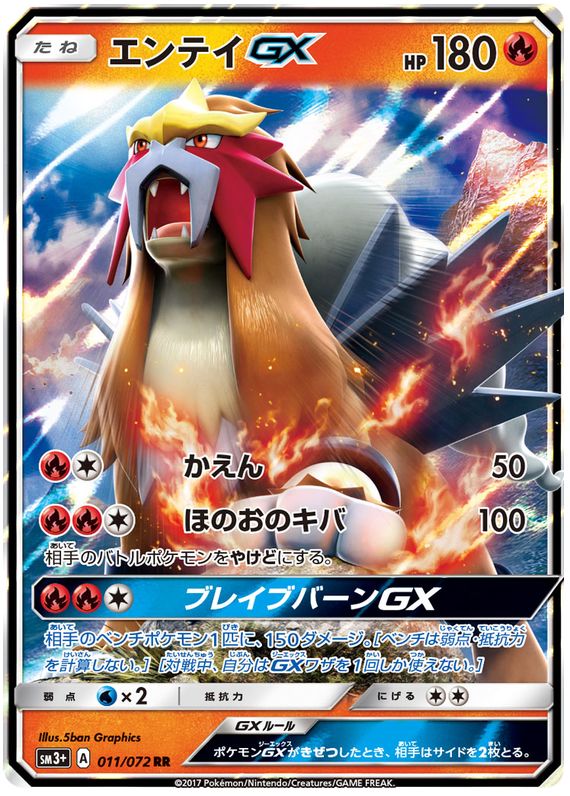 たね エンテイGX HP 180
かえん 50
ほのおのキバ 100
相手のバトルポケモンをやけどにする。
ブレイブバーンGX
相手のベンチポケモン1匹に、150ダメージ。[ベンチは弱点・抵抗力
を計算しない。] [対戦中、自分はGXワザを1回しか使えない。]
弱点 ×2 抵抗力 にげる
Illus.5ban Graphics
GXルール
SM3+ A 011/072 RR
ポケモンGXがきぜつしたとき、相手はサイドを2枚とる。
©2017 Pokémon/Nintendo/Creatures/GAME FREAK.